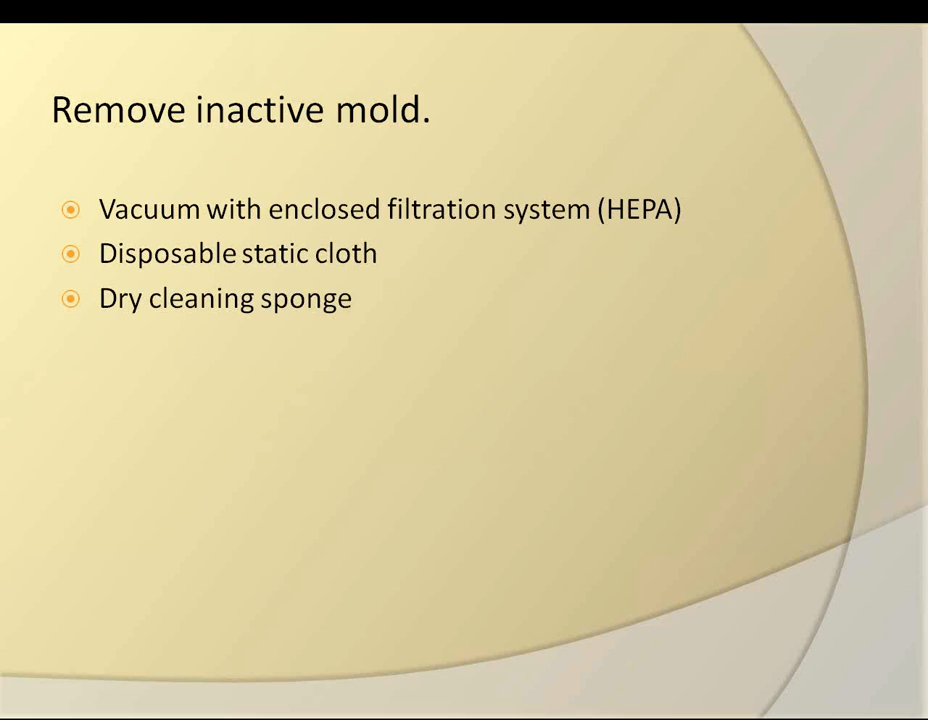 Remove inactive mold.
Vacuum with enclosed filtration system (HEPA)
Disposable static cloth
Dry cleaning sponge